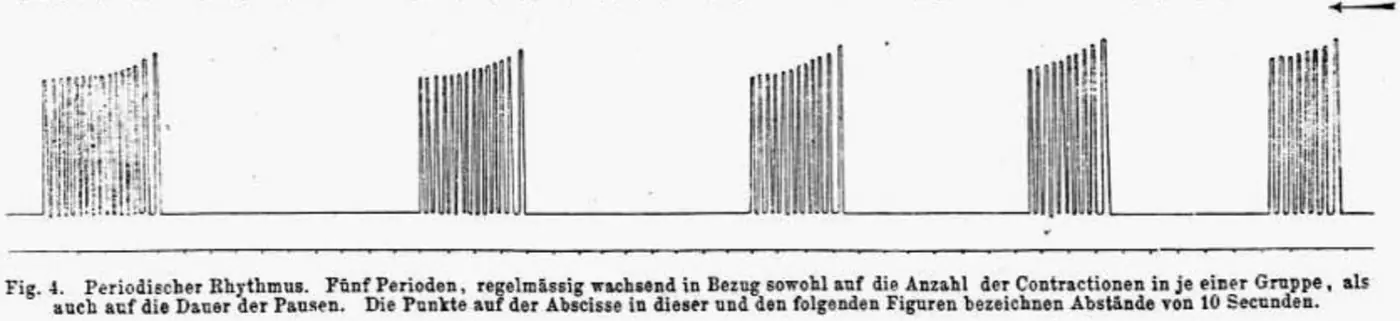 Fig. 4. Periodischer Rhythmus. Fünf Perioden, regelmässig wachsend in Bezug sowohl auf die Anzahl der Contractionen in je einer Gruppe, als
auch auf die Dauer der Pausen. Die Punkte auf der Abscisse in dieser und den folgenden Figuren bezeichnen Abstände von 10 Secunden.